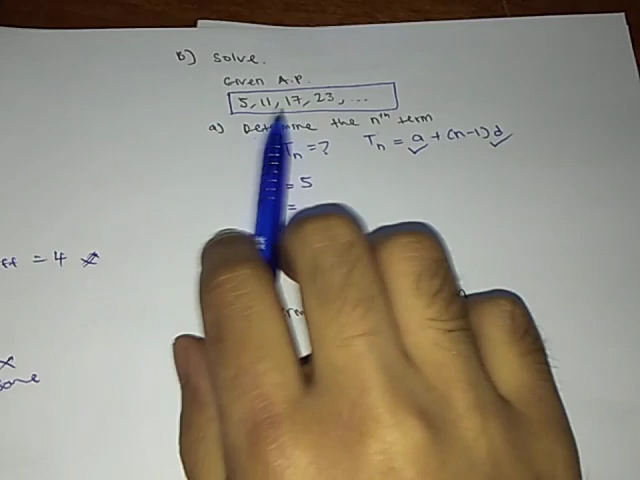 B) Solve.
Given A.P.
5, 11, 17, 23, ...
a) Determine the nth term
Tn = ? Tn = a + (n-1)d
= 5
=
= 4